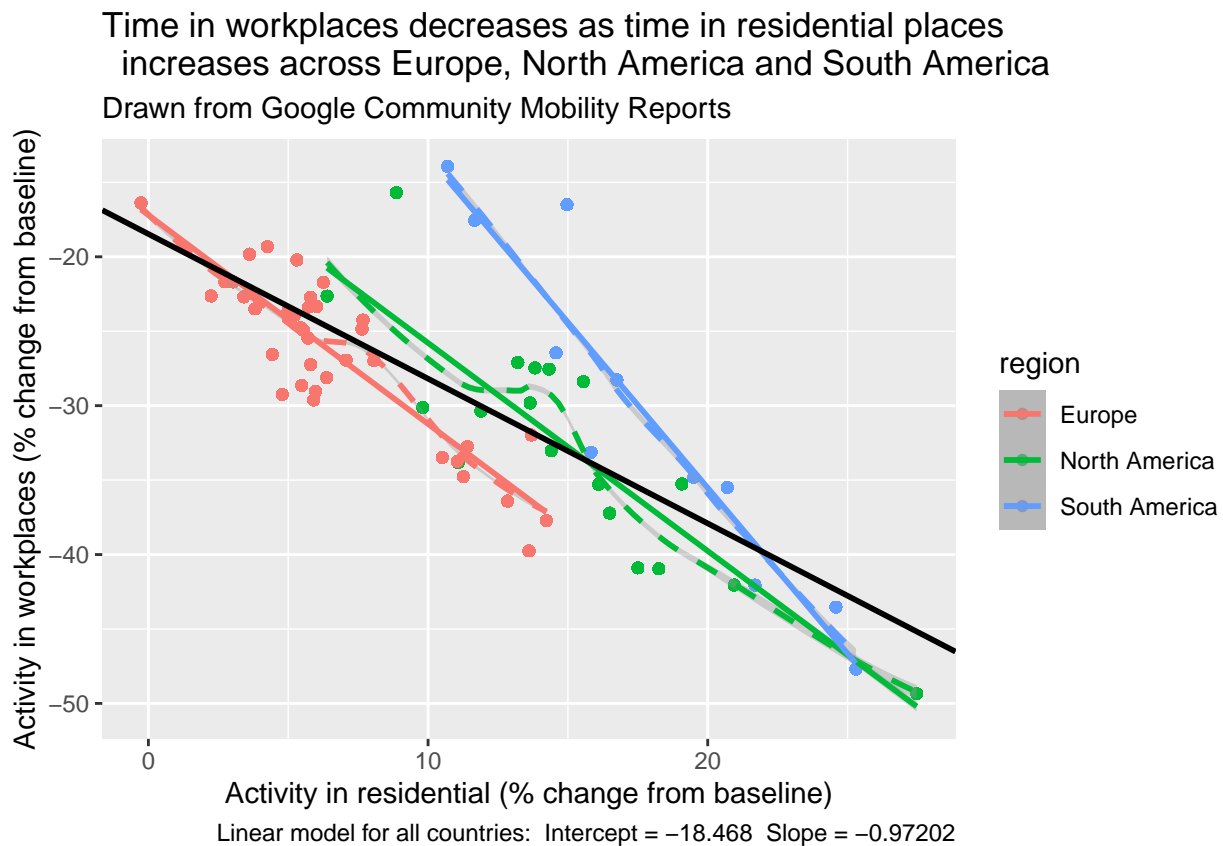 Time in workplaces decreases as time in residential places
increases across Europe, North America and South America
Drawn from Google Community Mobility Reports
Activity in workplaces (% change from baseline)
−20
−30
−40
−50
0
10
20
Activity in residential (% change from baseline)
Linear model for all countries:  Intercept = −18.468  Slope = −0.97202
region
Europe
North America
South America